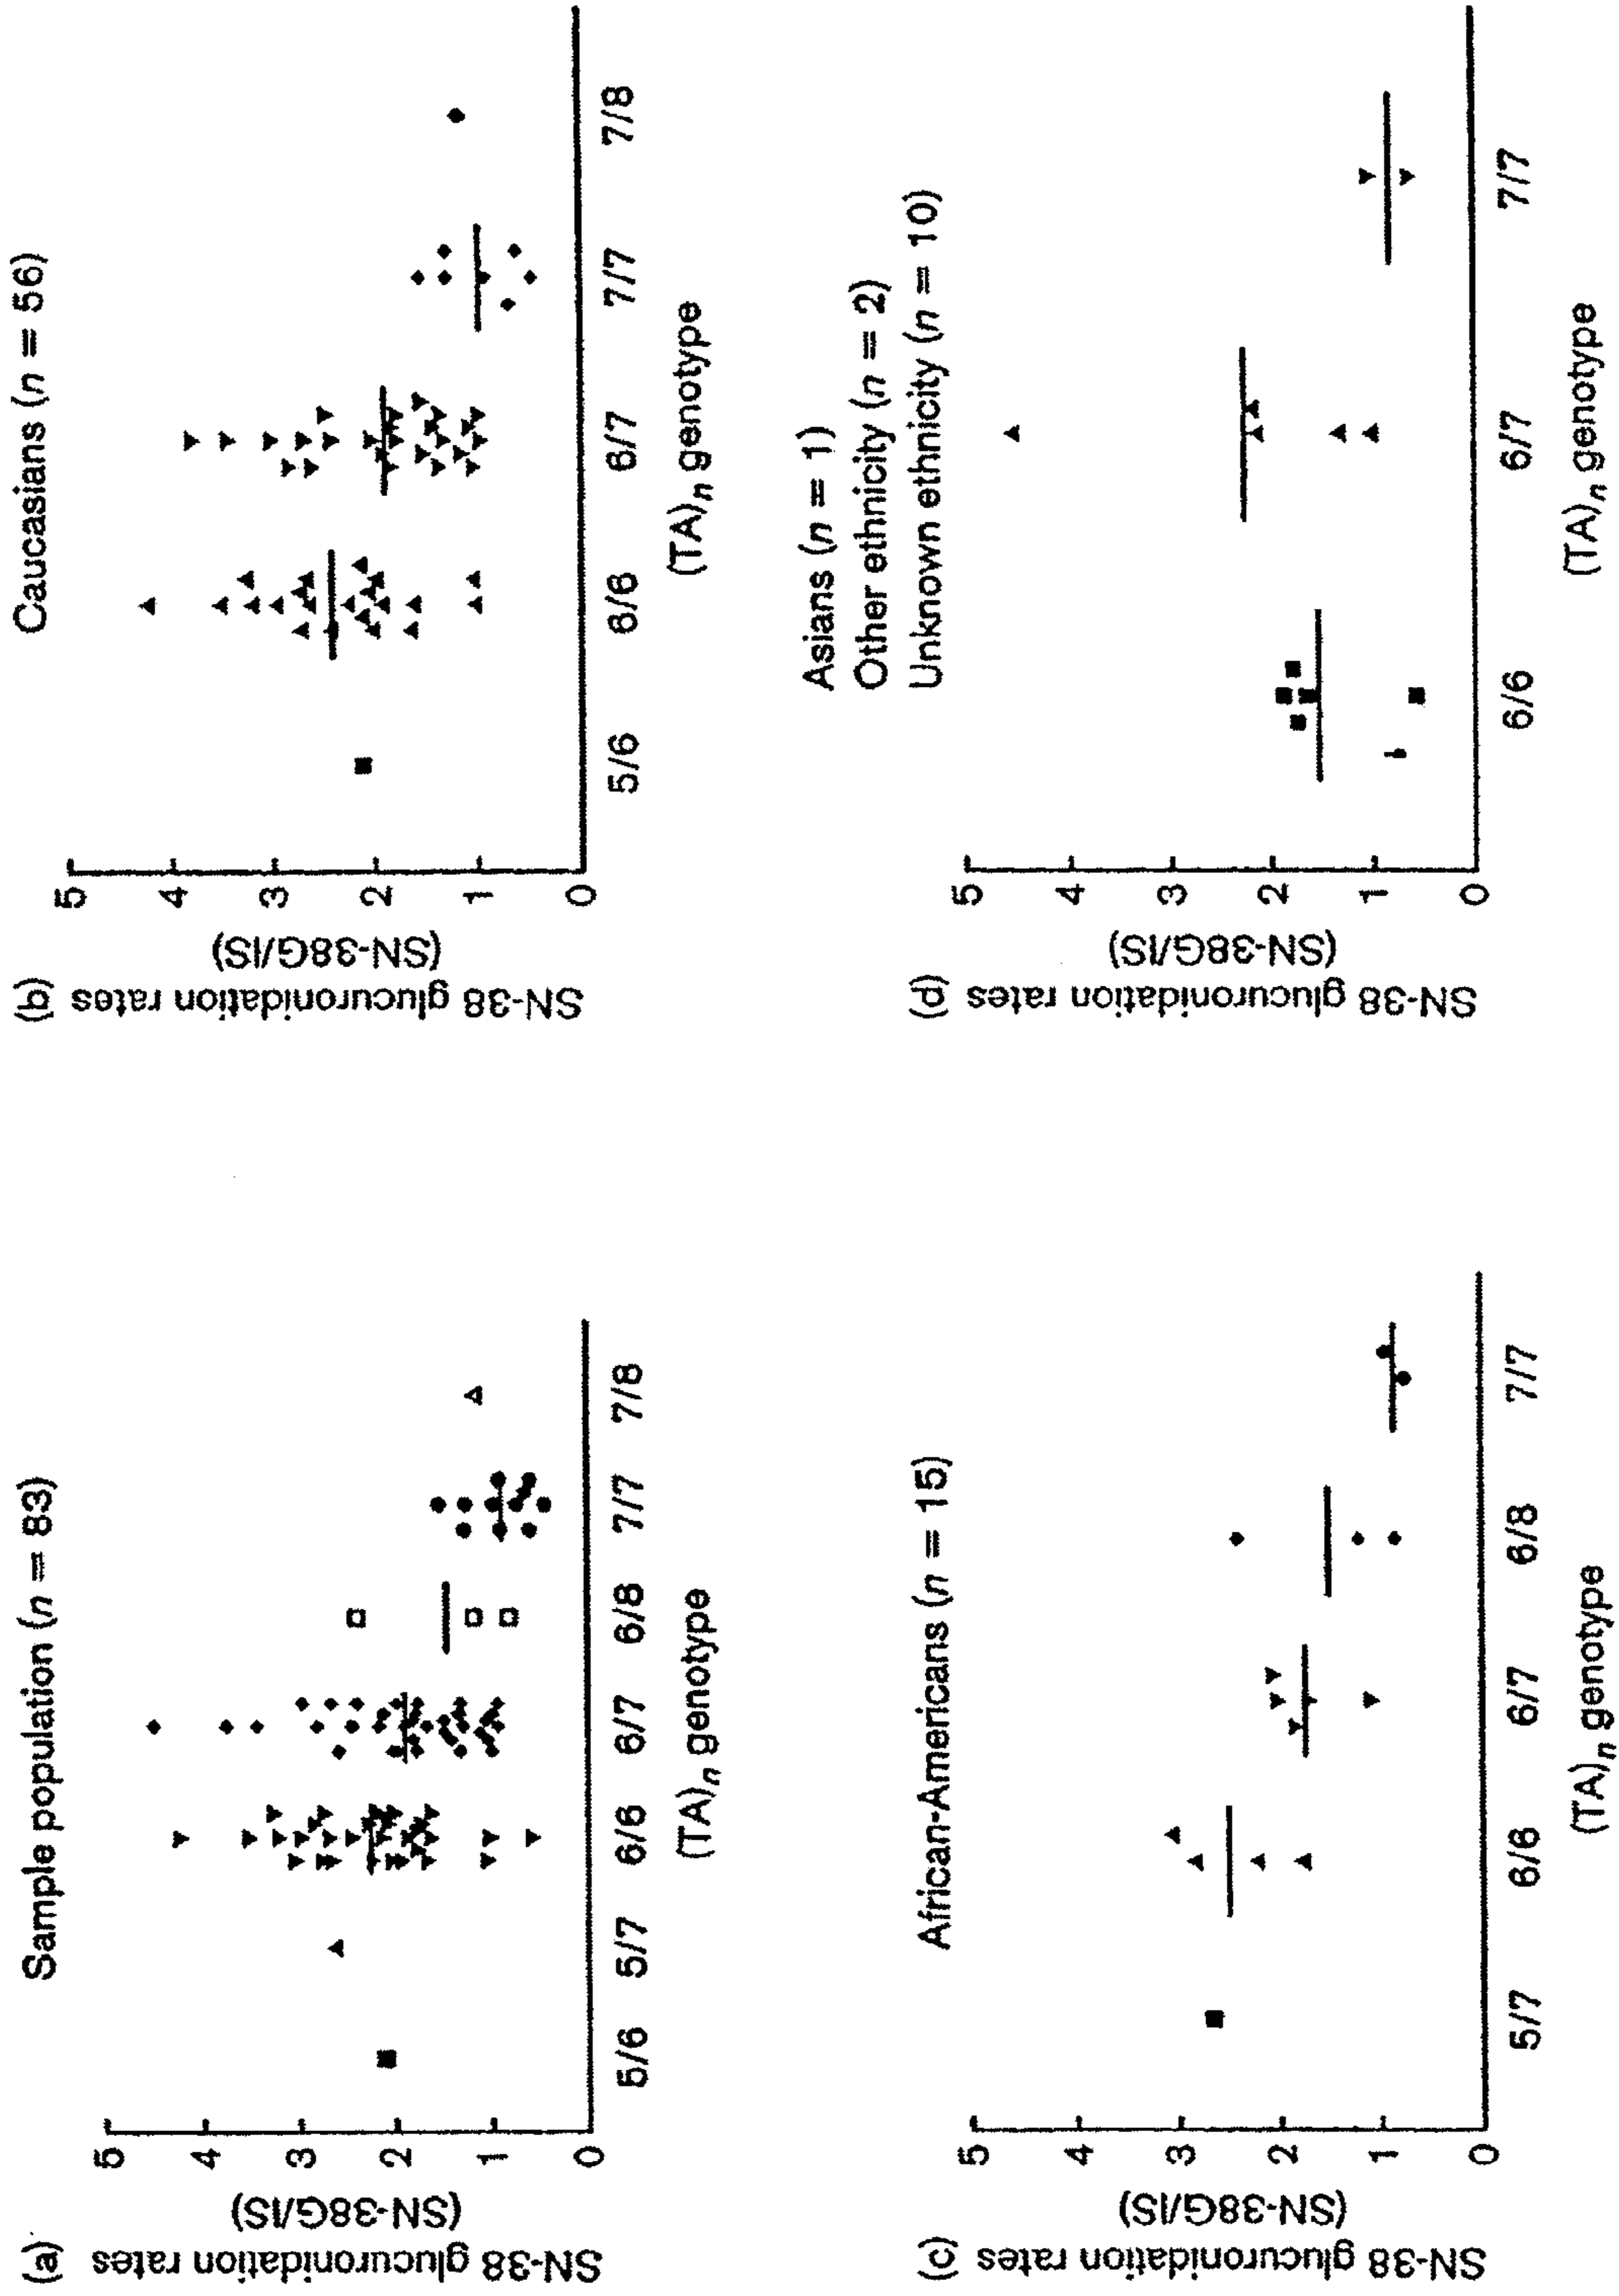 (a)
Sample population (n = 83)
SN-38 glucuronidation rates
(SN-38G/IS)
5
4
3
2
1
0
5/6 5/7 6/6 6/7 6/8 7/7 7/8
(TA)n genotype
(b)
Caucasians (n = 56)
SN-38 glucuronidation rates
(SN-38G/IS)
5
4
3
2
1
0
5/6 6/6 6/7 7/7 7/8
(TA)n genotype
(c)
African-Americans (n = 15)
SN-38 glucuronidation rates
(SN-38G/IS)
5
4
3
2
1
0
5/7 6/6 6/7 6/8 7/7
(TA)n genotype
(d)
Asians (n = 1)
Other ethnicity (n = 2)
Unknown ethnicity (n = 10)
SN-38 glucuronidation rates
(SN-38G/IS)
5
4
3
2
1
0
6/6 6/7 7/7
(TA)n genotype